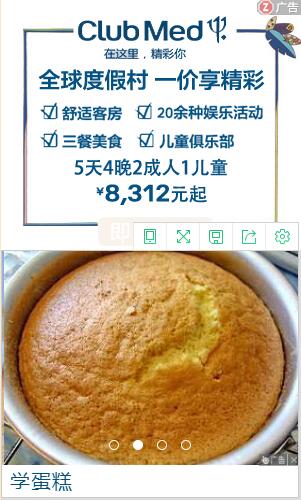 广告
Club Med
在这里，精彩你
全球度假村 一价享精彩
舒适客房 20余种娱乐活动
三餐美食 儿童俱乐部
5天4晚2成人1儿童
¥8,312元起
即
广告
学蛋糕